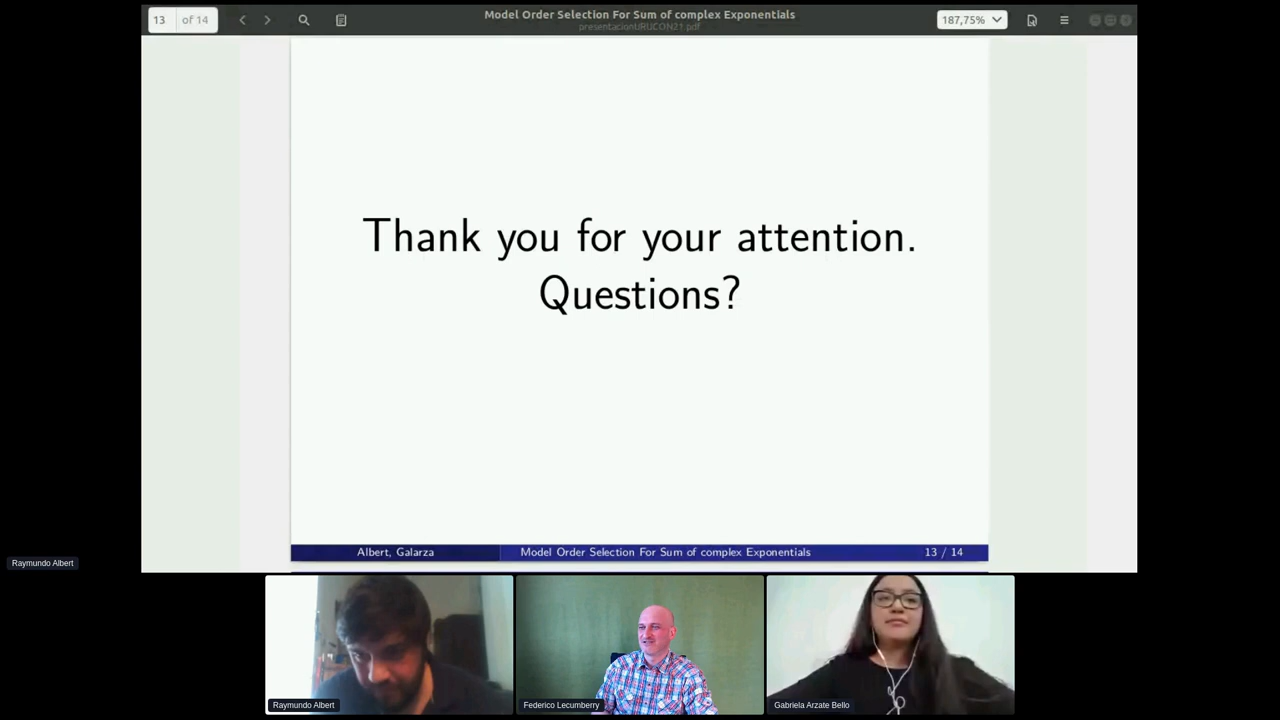 13 of 14
Model Order Selection For Sum of complex Exponentials
presentacionURUCON21.pdf
187,75%
Thank you for your attention.
Questions?
Albert, Galarza
Model Order Selection For Sum of complex Exponentials
13 / 14
Raymundo Albert
Raymundo Albert
Federico Lecumberry
Gabriela Arzate Bello